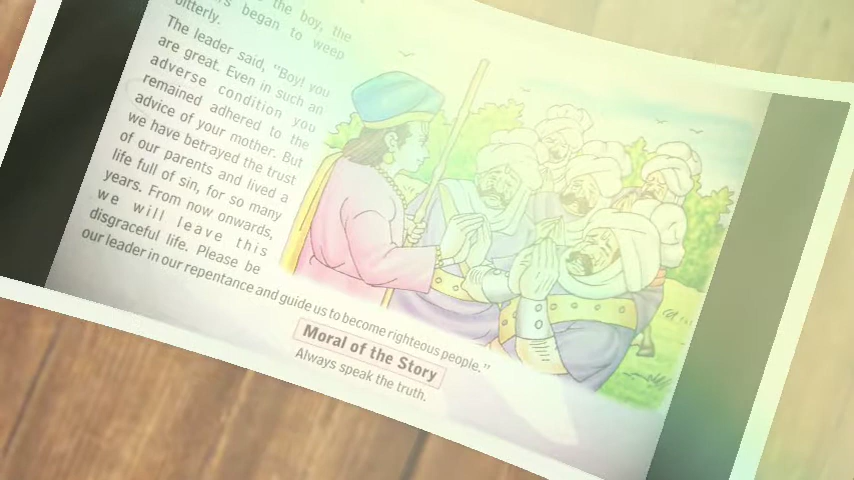 the boy, the
began to weep
bitterly.
The leader said, "Boy! you
are great. Even in such an
adverse condition you
remained adhered to the
advice of your mother. But
we have betrayed the trust
of our parents and lived a
life full of sin, for so many
years. From now onwards,
we will leave this
disgraceful life. Please be
our leader in our repentance and guide us to become righteous people."
Moral of the Story
Always speak the truth.